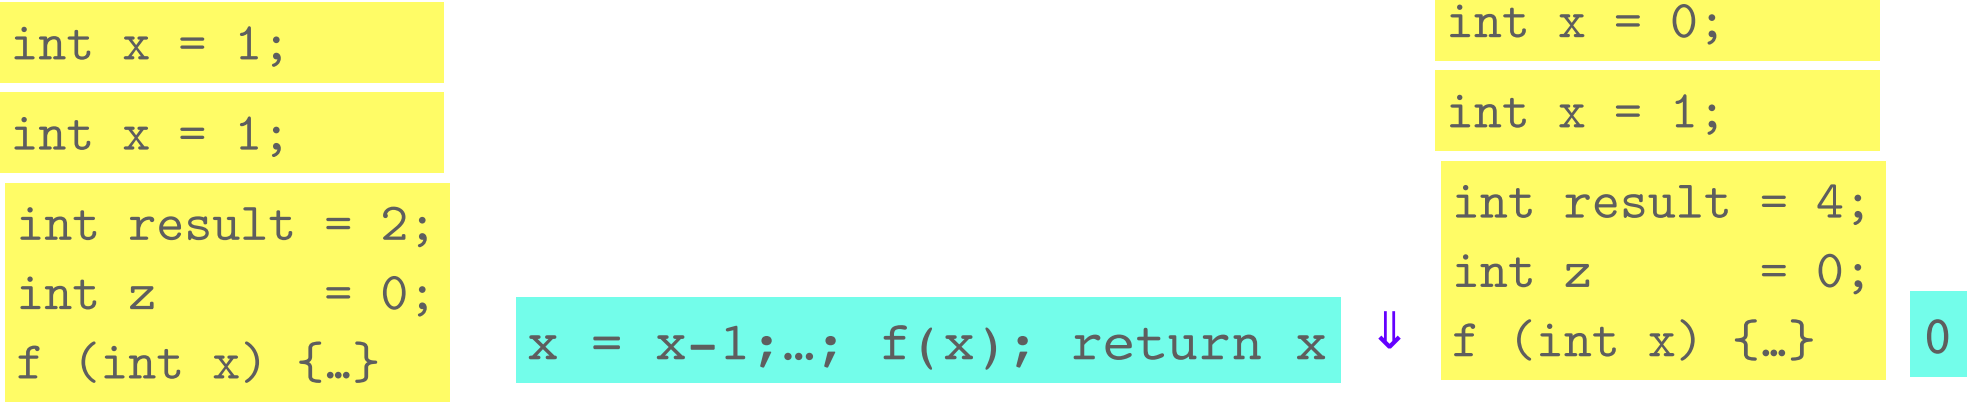 int x = 1;
int x = 1;
int result = 2;
int z = 0;
f (int x) {…}
x = x-1;…; f(x); return x ⇓
int x = 0;
int x = 1;
int result = 4;
int z = 0;
f (int x) {…}
0